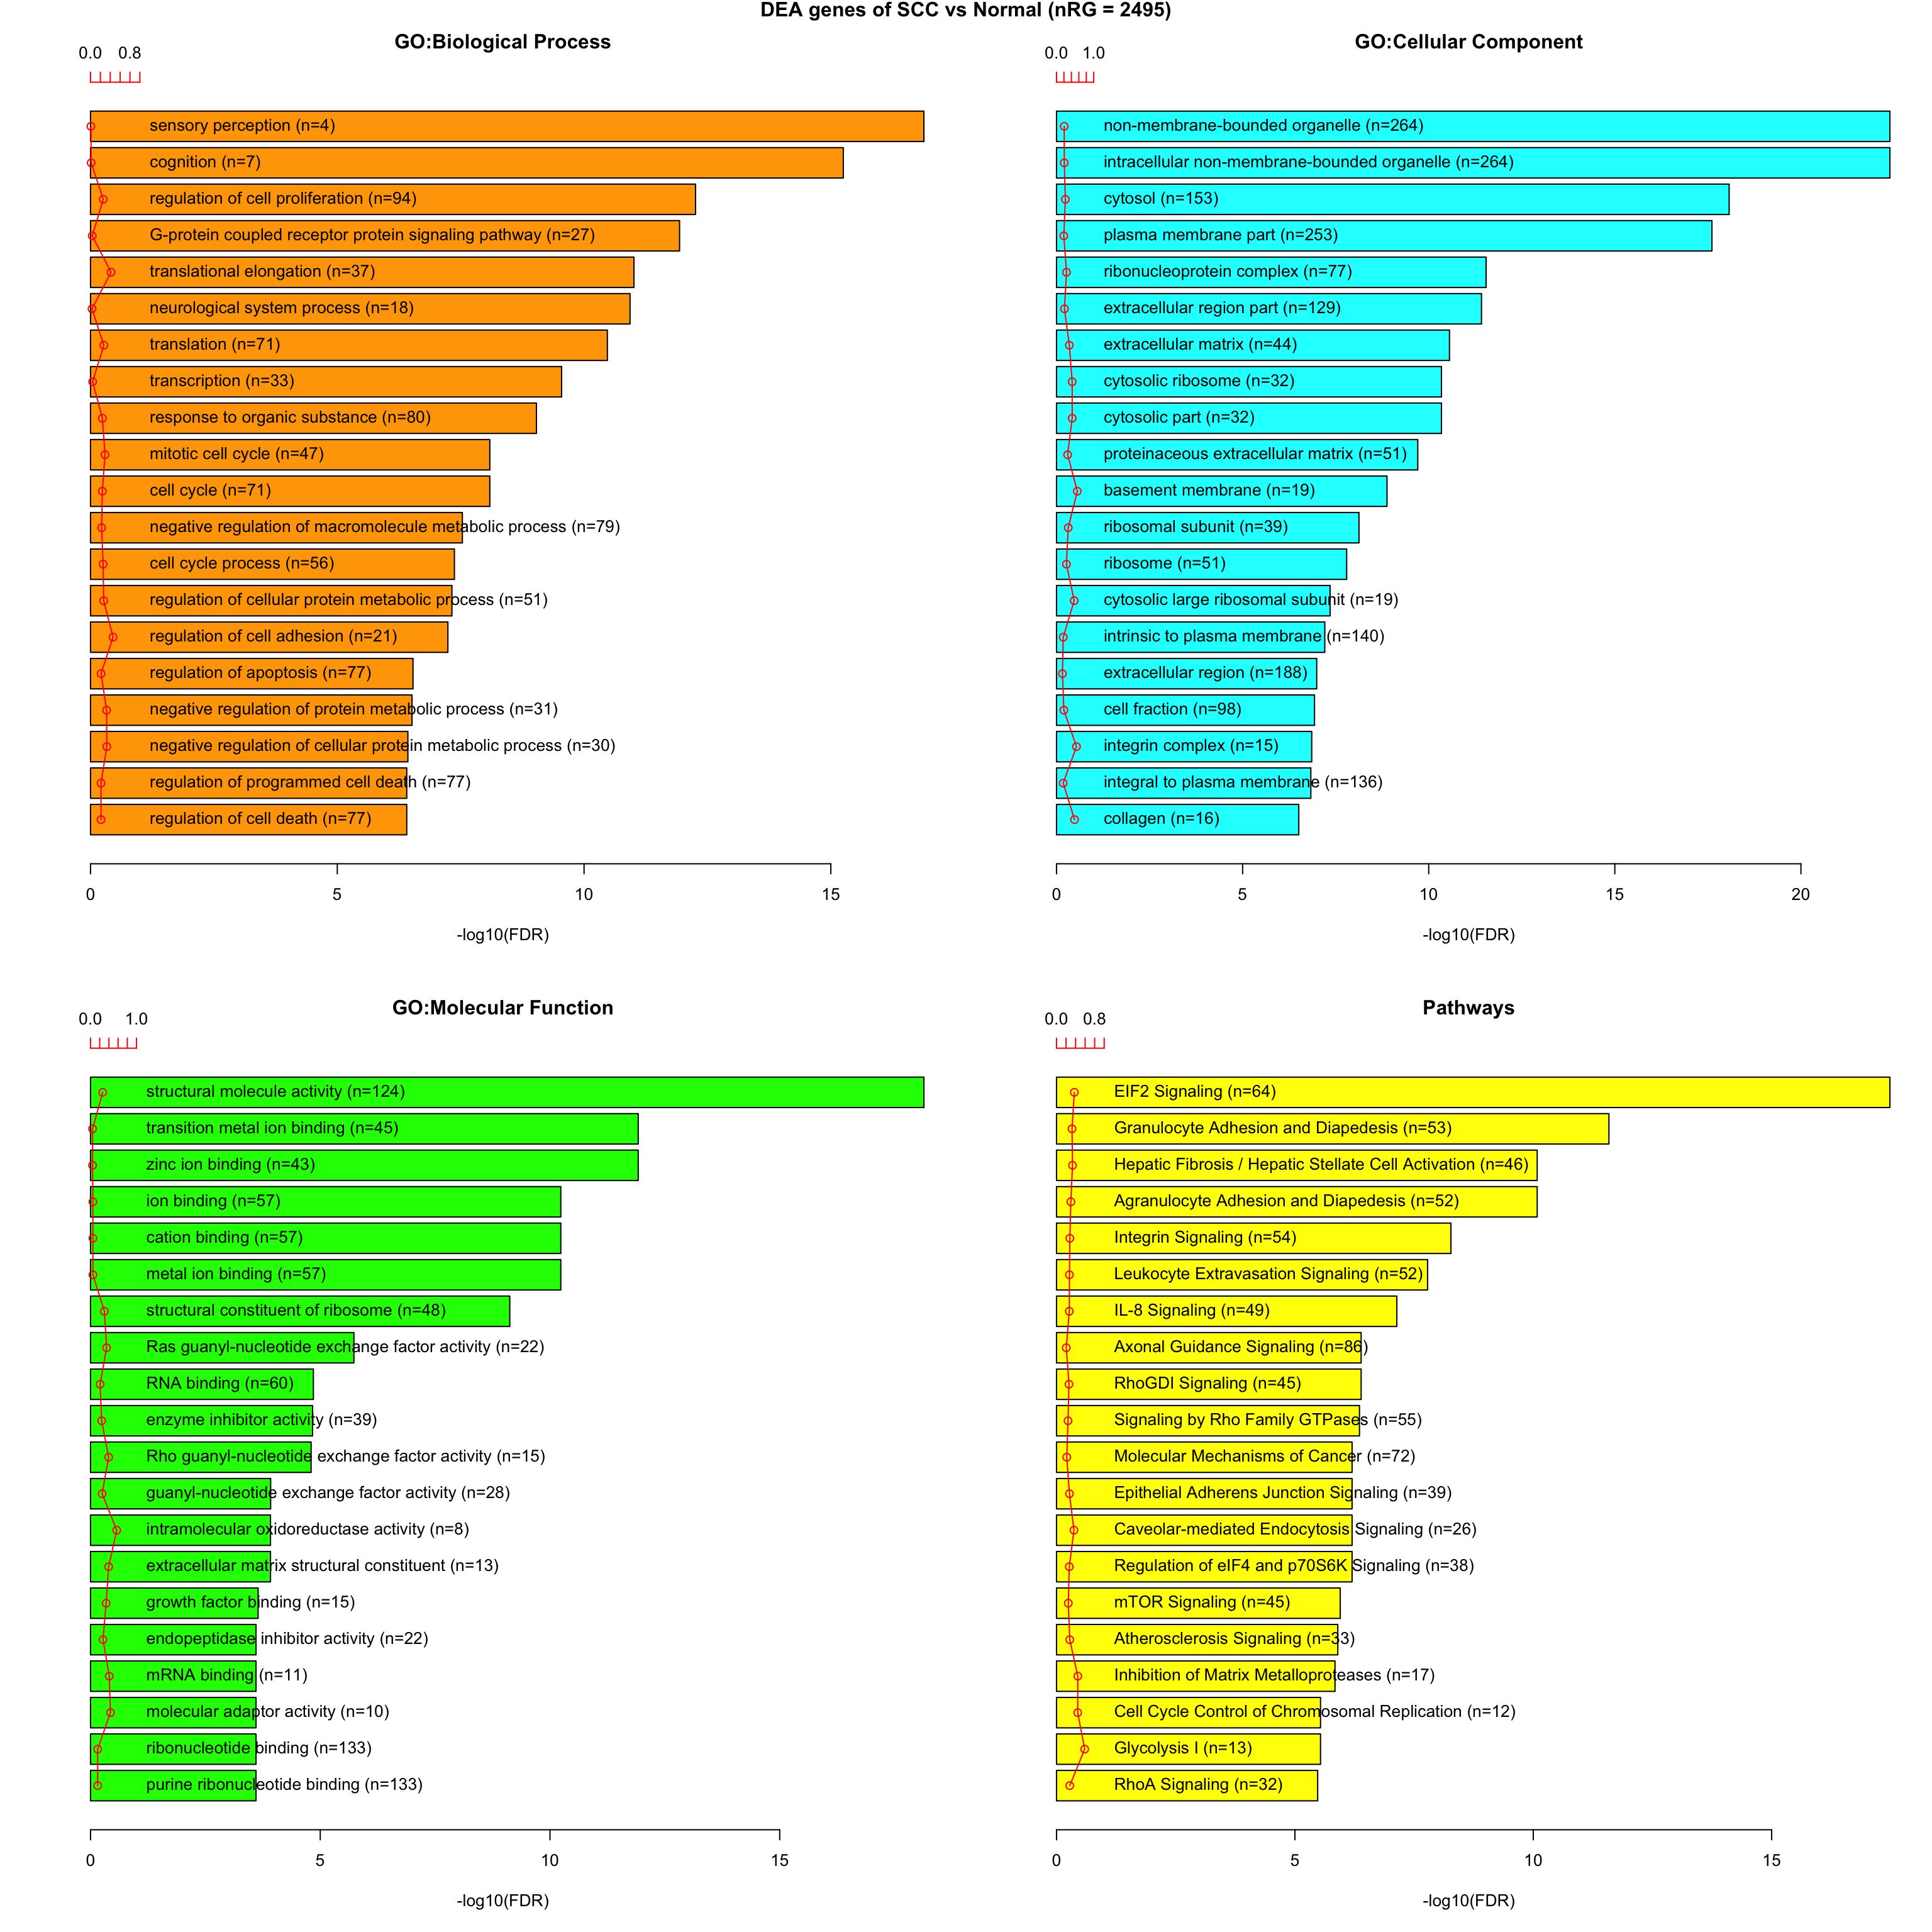 DEA genes of SCC vs Normal (nRG = 2495)
GO:Biological Process
0.0 0.8
sensory perception (n=4)
cognition (n=7)
regulation of cell proliferation (n=94)
G-protein coupled receptor protein signaling pathway (n=27)
translational elongation (n=37)
neurological system process (n=18)
translation (n=71)
transcription (n=33)
response to organic substance (n=80)
mitotic cell cycle (n=47)
cell cycle (n=71)
negative regulation of macromolecule metabolic process (n=79)
cell cycle process (n=56)
regulation of cellular protein metabolic process (n=51)
regulation of cell adhesion (n=21)
regulation of apoptosis (n=77)
negative regulation of protein metabolic process (n=31)
negative regulation of cellular protein metabolic process (n=30)
regulation of programmed cell death (n=77)
regulation of cell death (n=77)
0 5 10 15
-log10(FDR)
GO:Cellular Component
0.0 1.0
non-membrane-bounded organelle (n=264)
intracellular non-membrane-bounded organelle (n=264)
cytosol (n=153)
plasma membrane part (n=253)
ribonucleoprotein complex (n=77)
extracellular region part (n=129)
extracellular matrix (n=44)
cytosolic ribosome (n=32)
cytosolic part (n=32)
proteinaceous extracellular matrix (n=51)
basement membrane (n=19)
ribosomal subunit (n=39)
ribosome (n=51)
cytosolic large ribosomal subunit (n=19)
intrinsic to plasma membrane (n=140)
extracellular region (n=188)
cell fraction (n=98)
integrin complex (n=15)
integral to plasma membrane (n=136)
collagen (n=16)
0 5 10 15 20
-log10(FDR)
GO:Molecular Function
0.0 1.0
structural molecule activity (n=124)
transition metal ion binding (n=45)
zinc ion binding (n=43)
ion binding (n=57)
cation binding (n=57)
metal ion binding (n=57)
structural constituent of ribosome (n=48)
Ras guanyl-nucleotide exchange factor activity (n=22)
RNA binding (n=60)
enzyme inhibitor activity (n=39)
Rho guanyl-nucleotide exchange factor activity (n=15)
guanyl-nucleotide exchange factor activity (n=28)
intramolecular oxidoreductase activity (n=8)
extracellular matrix structural constituent (n=13)
growth factor binding (n=15)
endopeptidase inhibitor activity (n=22)
mRNA binding (n=11)
molecular adaptor activity (n=10)
ribonucleotide binding (n=133)
purine ribonucleotide binding (n=133)
0 5 10 15
-log10(FDR)
Pathways
0.0 0.8
EIF2 Signaling (n=64)
Granulocyte Adhesion and Diapedesis (n=53)
Hepatic Fibrosis / Hepatic Stellate Cell Activation (n=46)
Agranulocyte Adhesion and Diapedesis (n=52)
Integrin Signaling (n=54)
Leukocyte Extravasation Signaling (n=52)
IL-8 Signaling (n=49)
Axonal Guidance Signaling (n=86)
RhoGDI Signaling (n=45)
Signaling by Rho Family GTPases (n=55)
Molecular Mechanisms of Cancer (n=72)
Epithelial Adherens Junction Signaling (n=39)
Caveolar-mediated Endocytosis Signaling (n=26)
Regulation of eIF4 and p70S6K Signaling (n=38)
mTOR Signaling (n=45)
Atherosclerosis Signaling (n=33)
Inhibition of Matrix Metalloproteases (n=17)
Cell Cycle Control of Chromosomal Replication (n=12)
Glycolysis I (n=13)
RhoA Signaling (n=32)
0 5 10 15
-log10(FDR)